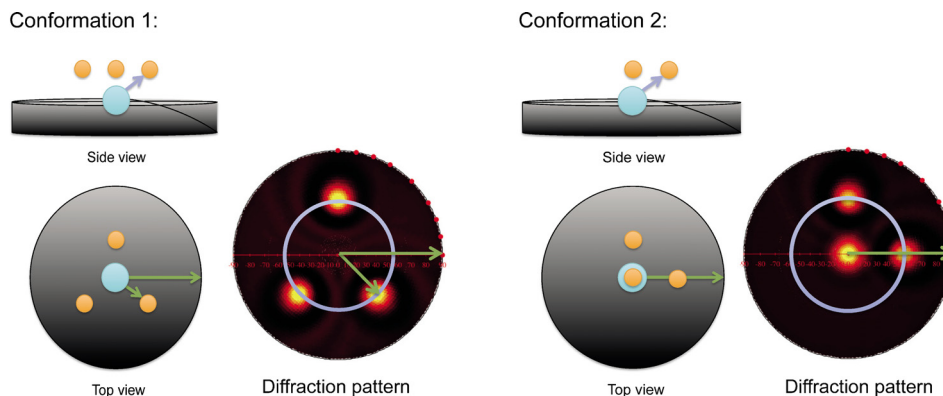 Conformation 1:
Conformation 2:
Side view
Side view
Top view
Diffraction pattern
Top view
Diffraction pattern